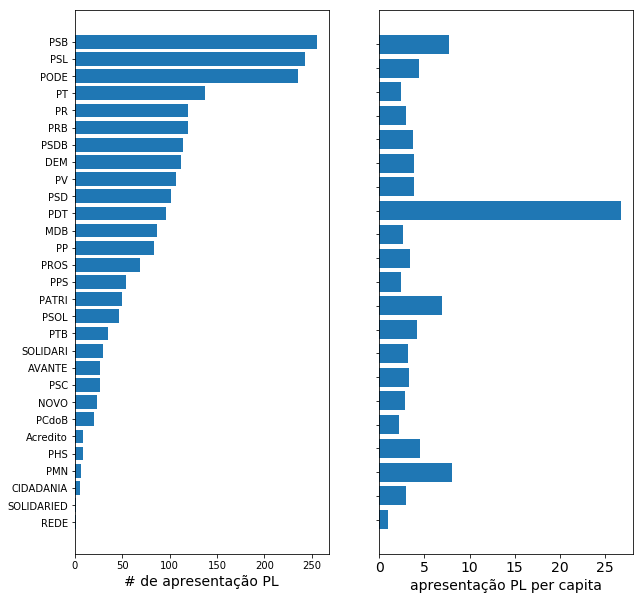 PSB
PSL
PODE
PT
PR
PRB
PSDB
DEM
PV
PSD
PDT
MDB
PP
PROS
PPS
PATRI
PSOL
PTB
SOLIDARI
AVANTE
PSC
NOVO
PCdoB
Acredito
PHS
PMN
CIDADANIA
SOLIDARIED
REDE
0 50 100 150 200 250
# de apresentação PL
0 5 10 15 20 25
apresentação PL per capita